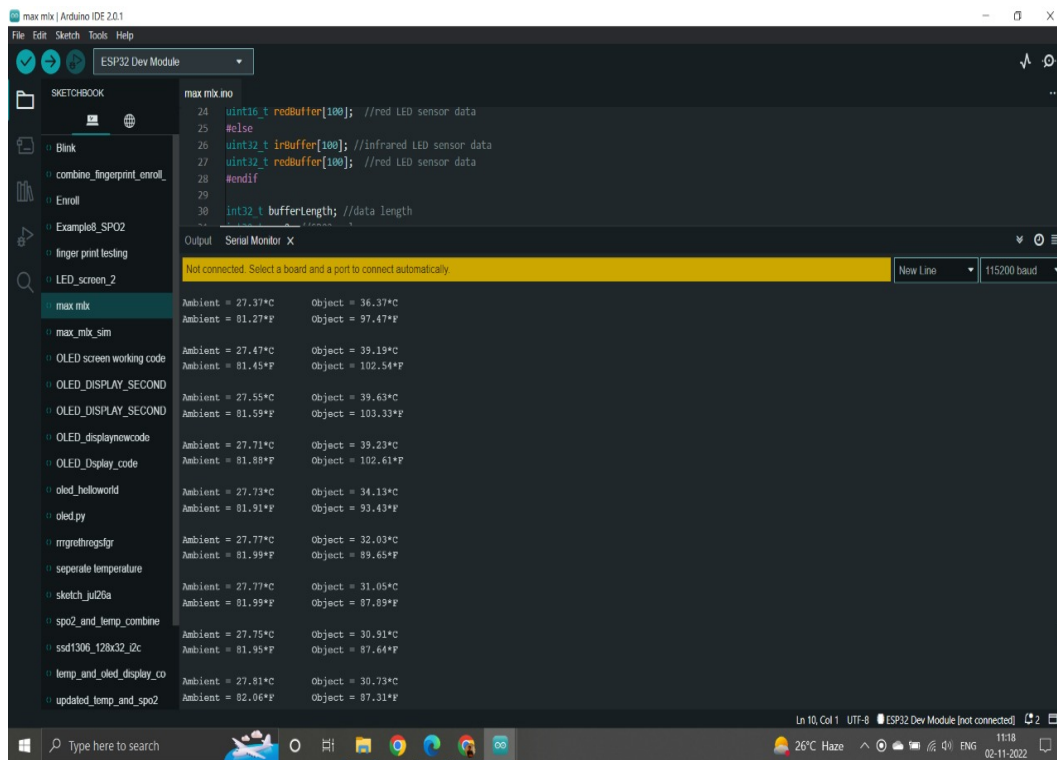 max mlx | Arduino IDE 2.0.1
File Edit Sketch Tools Help
ESP32 Dev Module
SKETCHBOOK
Blink
combine_fingerprint_enroll_
Enroll
Example8_SPO2
finger print testing
LED_screen_2
max mlx
max_mlx_sim
OLED screen working code
OLED_DISPLAY_SECOND
OLED_DISPLAY_SECOND
OLED_displaynewcode
OLED_Dsplay_code
oled_helloworld
oled.py
rrrgrethregsfgr
seperate temperature
sketch_jul26a
spo2_and_temp_combine
ssd1306_128x32_i2c
temp_and_oled_display_co
updated_temp_and_spo2
max mlx.ino
24 uint16_t redBuffer[100]; //red LED sensor data
25 #else
26 uint32_t irBuffer[100]; //infrared LED sensor data
27 uint32_t redBuffer[100]; //red LED sensor data
28 #endif
29
30 int32_t bufferLength; //data length
Output Serial Monitor X
Not connected. Select a board and a port to connect automatically.
New Line 115200 baud
Ambient = 27.37*C Object = 36.37*C
Ambient = 81.27*F Object = 97.47*F
Ambient = 27.47*C Object = 39.19*C
Ambient = 81.45*F Object = 102.54*F
Ambient = 27.55*C Object = 39.63*C
Ambient = 81.59*F Object = 103.33*F
Ambient = 27.71*C Object = 39.23*C
Ambient = 81.88*F Object = 102.61*F
Ambient = 27.73*C Object = 34.13*C
Ambient = 81.91*F Object = 93.43*F
Ambient = 27.77*C Object = 32.03*C
Ambient = 81.99*F Object = 89.65*F
Ambient = 27.77*C Object = 31.05*C
Ambient = 81.99*F Object = 87.89*F
Ambient = 27.75*C Object = 30.91*C
Ambient = 81.95*F Object = 87.64*F
Ambient = 27.81*C Object = 30.73*C
Ambient = 82.06*F Object = 87.31*F
Ln 10, Col 1 UTF-8 ESP32 Dev Module [not connected] 2
Type here to search
26°C Haze
ENG
11:18
02-11-2022